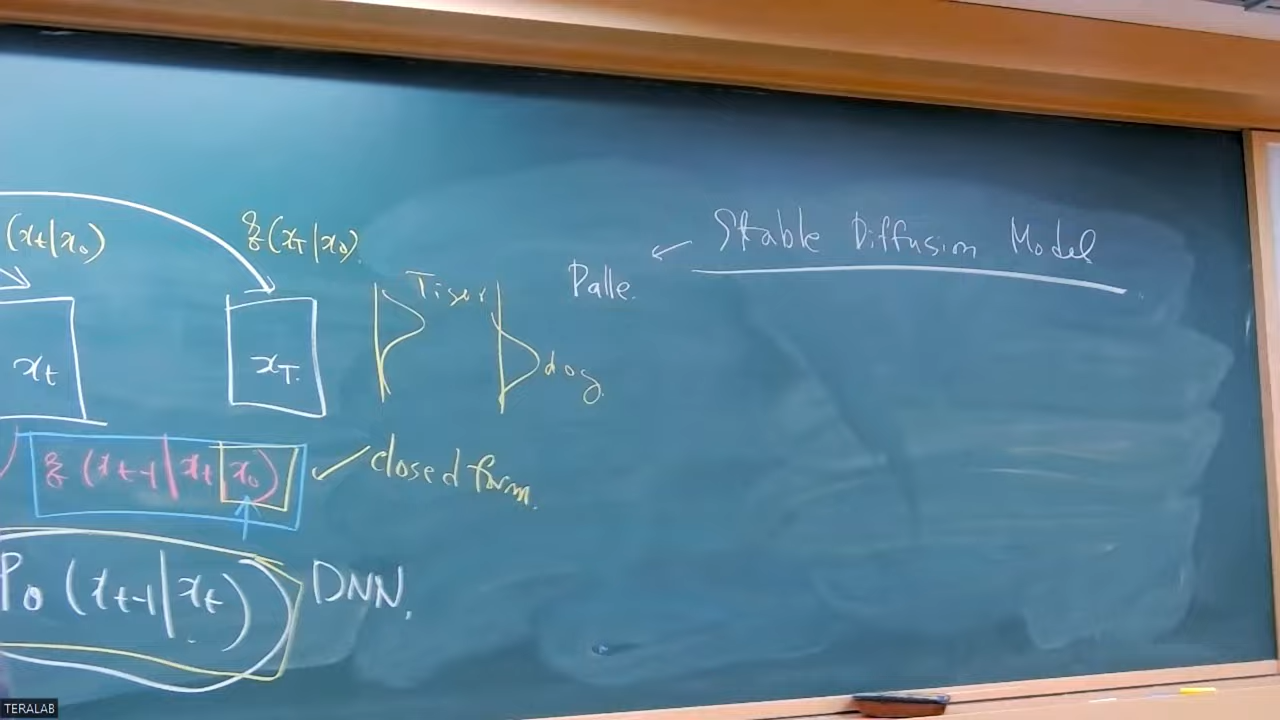 (xt|x0)
q(xT|x0).
Stable Diffusion Model
Palle.
Tiger
dog.
xt
xT.
q(xt-1|xt, x0)
closed form.
Pθ(xt-1|xt)
DNN.
TERALAB